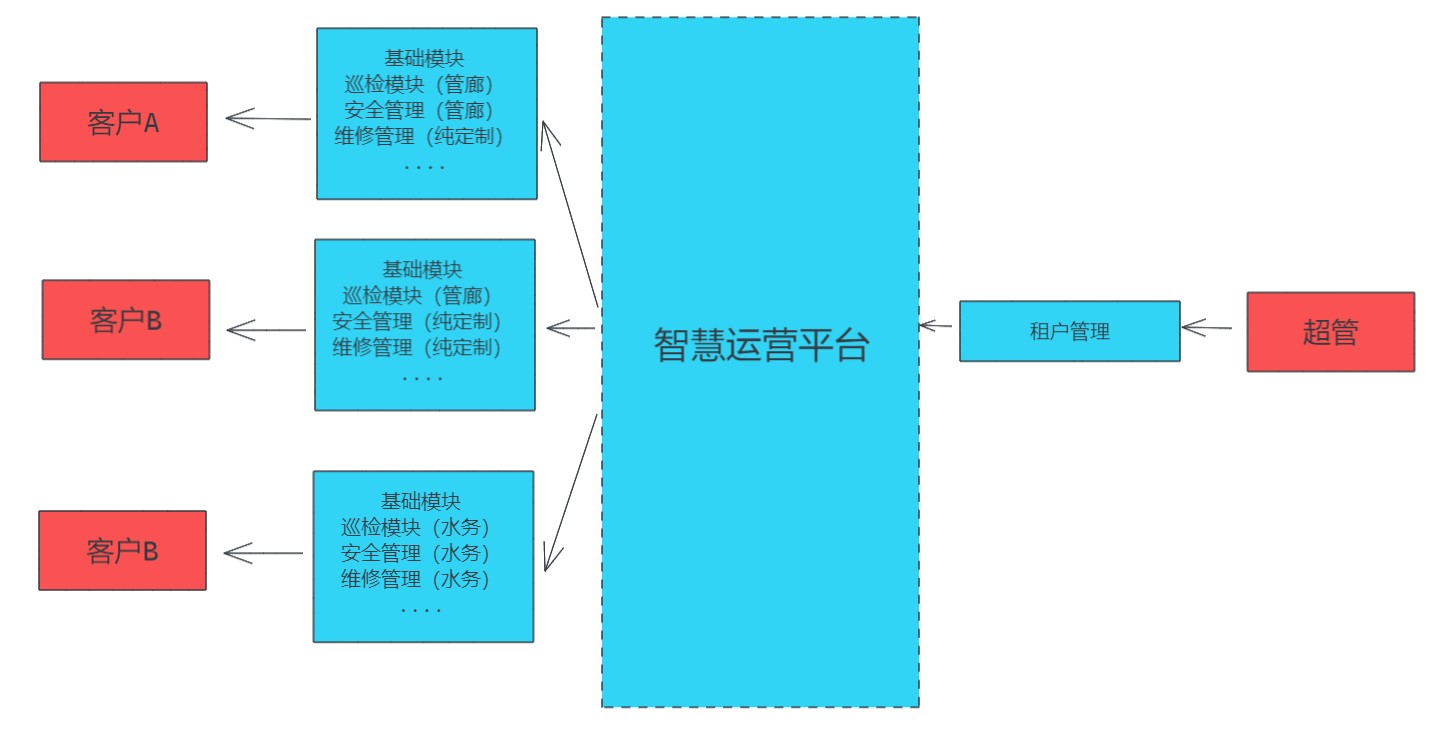 客户A
基础模块
巡检模块（管廊）
安全管理（管廊）
维修管理（纯定制）
....
客户B
基础模块
巡检模块（管廊）
安全管理（纯定制）
维修管理（纯定制）
....
客户B
基础模块
巡检模块（水务）
安全管理（水务）
维修管理（水务）
....
智慧运营平台
租户管理
超管